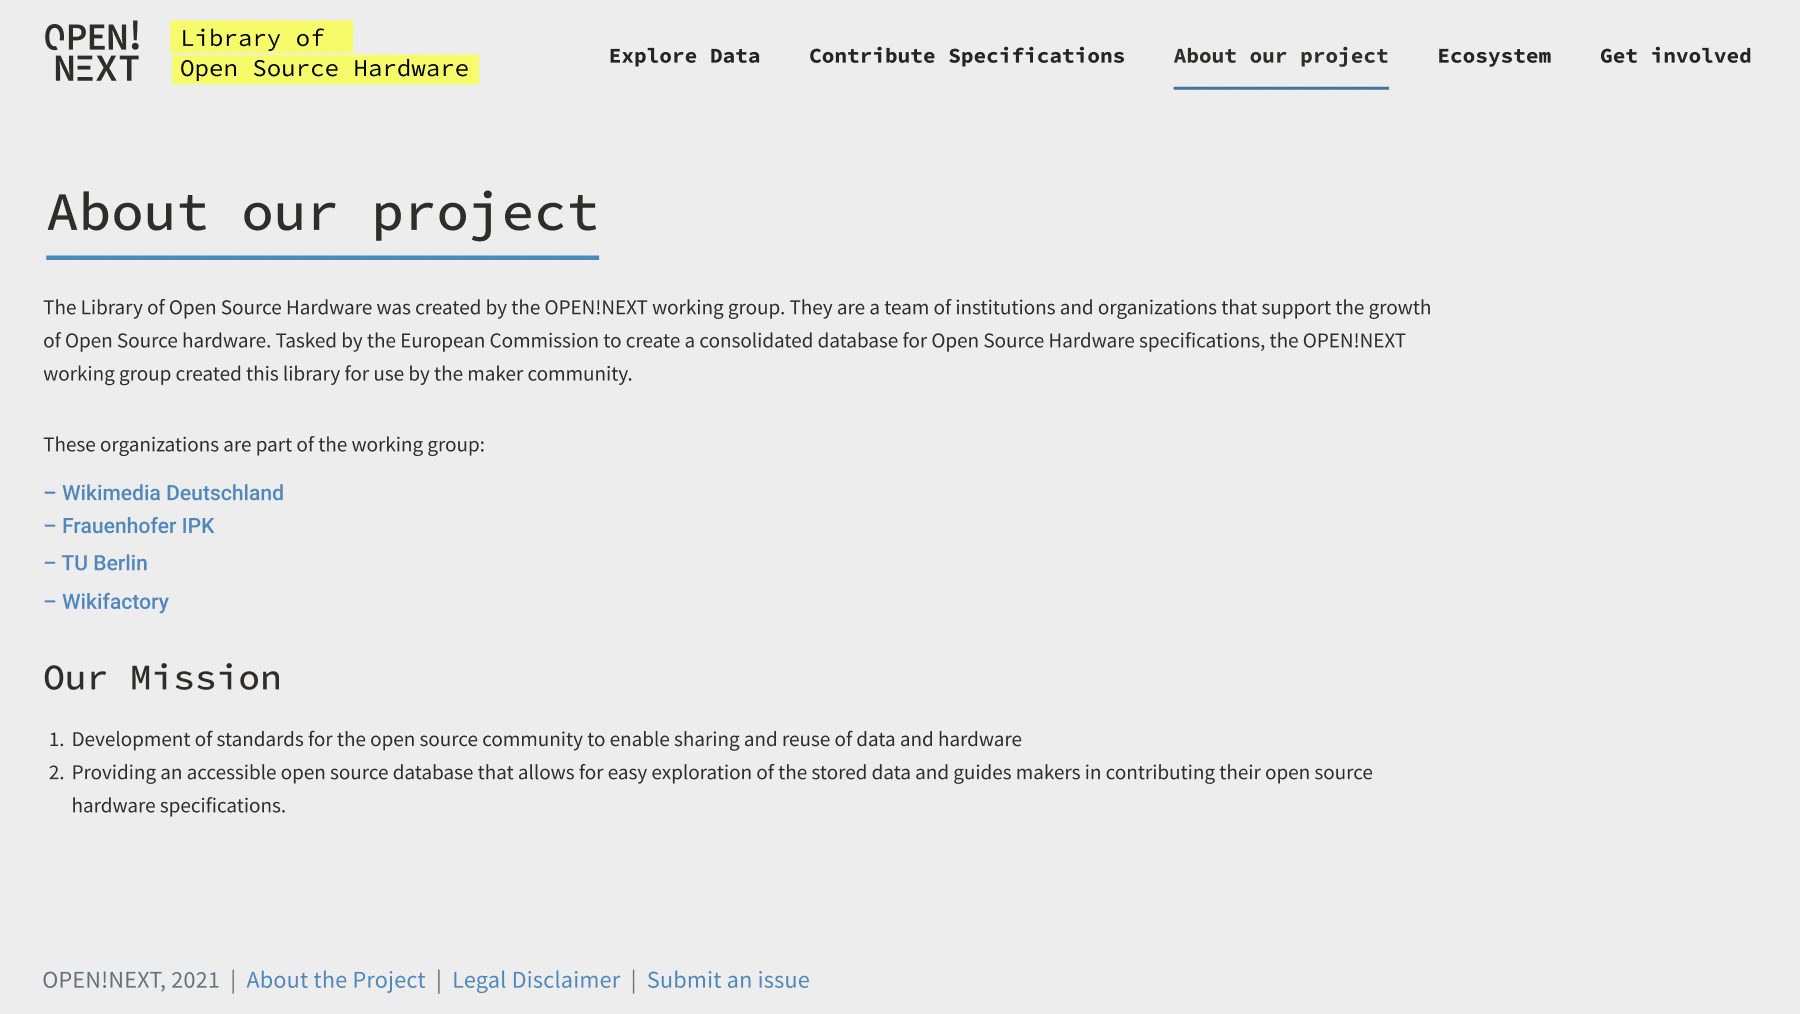 OPEN!
NEXT
Library of
Open Source Hardware
Explore Data Contribute Specifications About our project Ecosystem Get involved
About our project
The Library of Open Source Hardware was created by the OPEN!NEXT working group. They are a team of institutions and organizations that support the growth
of Open Source hardware. Tasked by the European Commission to create a consolidated database for Open Source Hardware specifications, the OPEN!NEXT
working group created this library for use by the maker community.
These organizations are part of the working group:
– Wikimedia Deutschland
– Frauenhofer IPK
– TU Berlin
– Wikifactory
Our Mission
1. Development of standards for the open source community to enable sharing and reuse of data and hardware
2. Providing an accessible open source database that allows for easy exploration of the stored data and guides makers in contributing their open source
hardware specifications.
OPEN!NEXT, 2021 | About the Project | Legal Disclaimer | Submit an issue